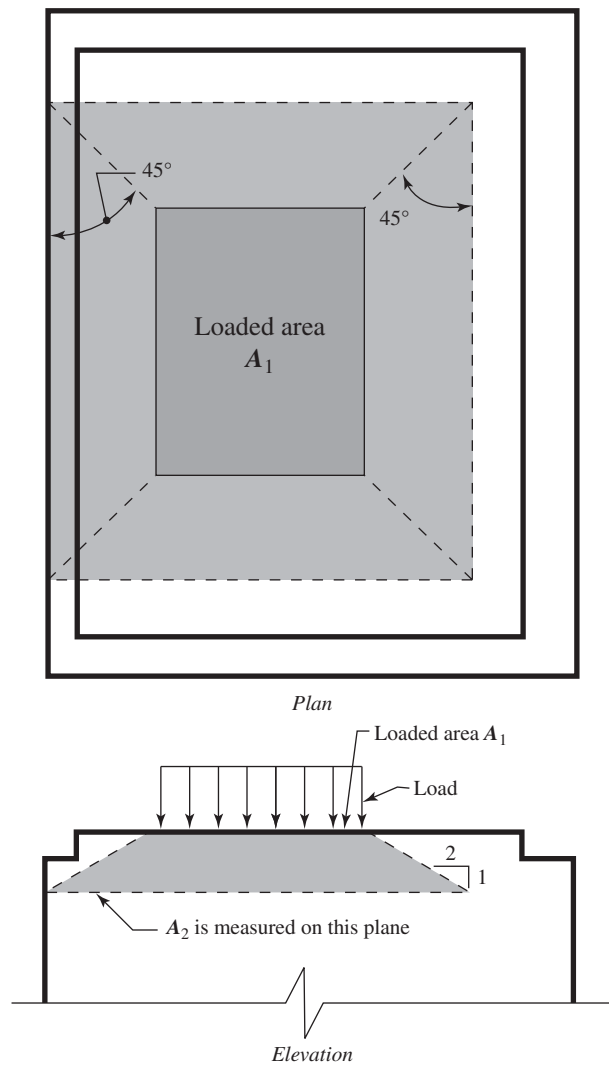 45°
45°
Loaded area
A1
Plan
Loaded area A1
Load
2
1
A2 is measured on this plane
Elevation